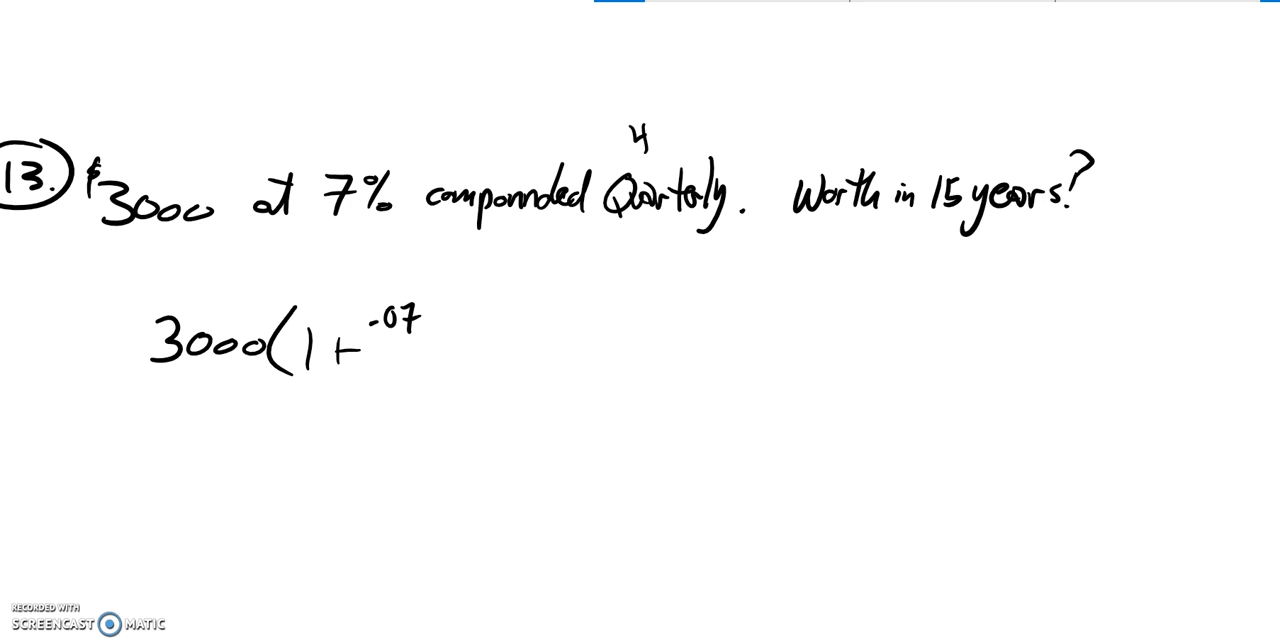 4
13. $3000 at 7% compounded Quarterly. Worth in 15 years?
3000(1+ .07
RECORDED WITH
SCREENCAST MATIC